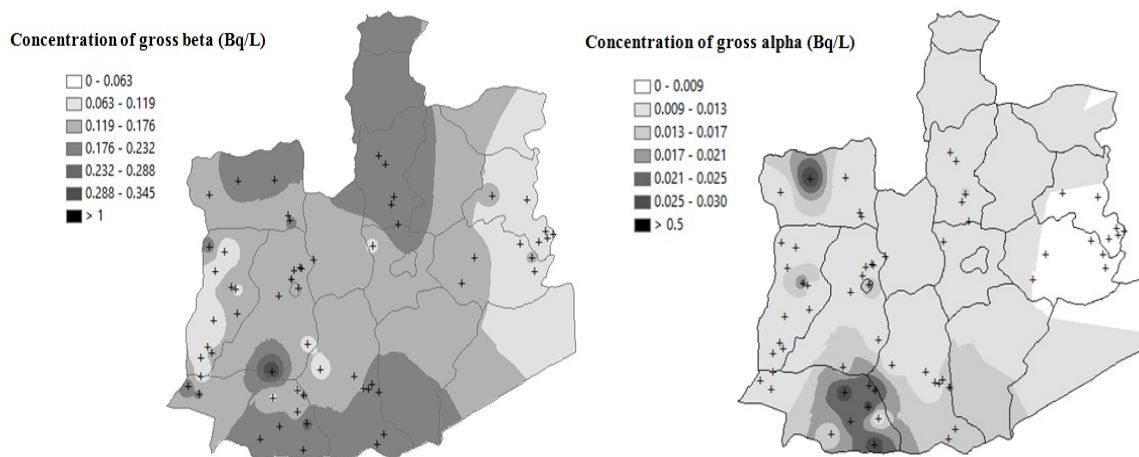 Concentration of gross beta (Bq/L)
0 - 0.063
0.063 - 0.119
0.119 - 0.176
0.176 - 0.232
0.232 - 0.288
0.288 - 0.345
> 1
Concentration of gross alpha (Bq/L)
0 - 0.009
0.009 - 0.013
0.013 - 0.017
0.017 - 0.021
0.021 - 0.025
0.025 - 0.030
> 0.5